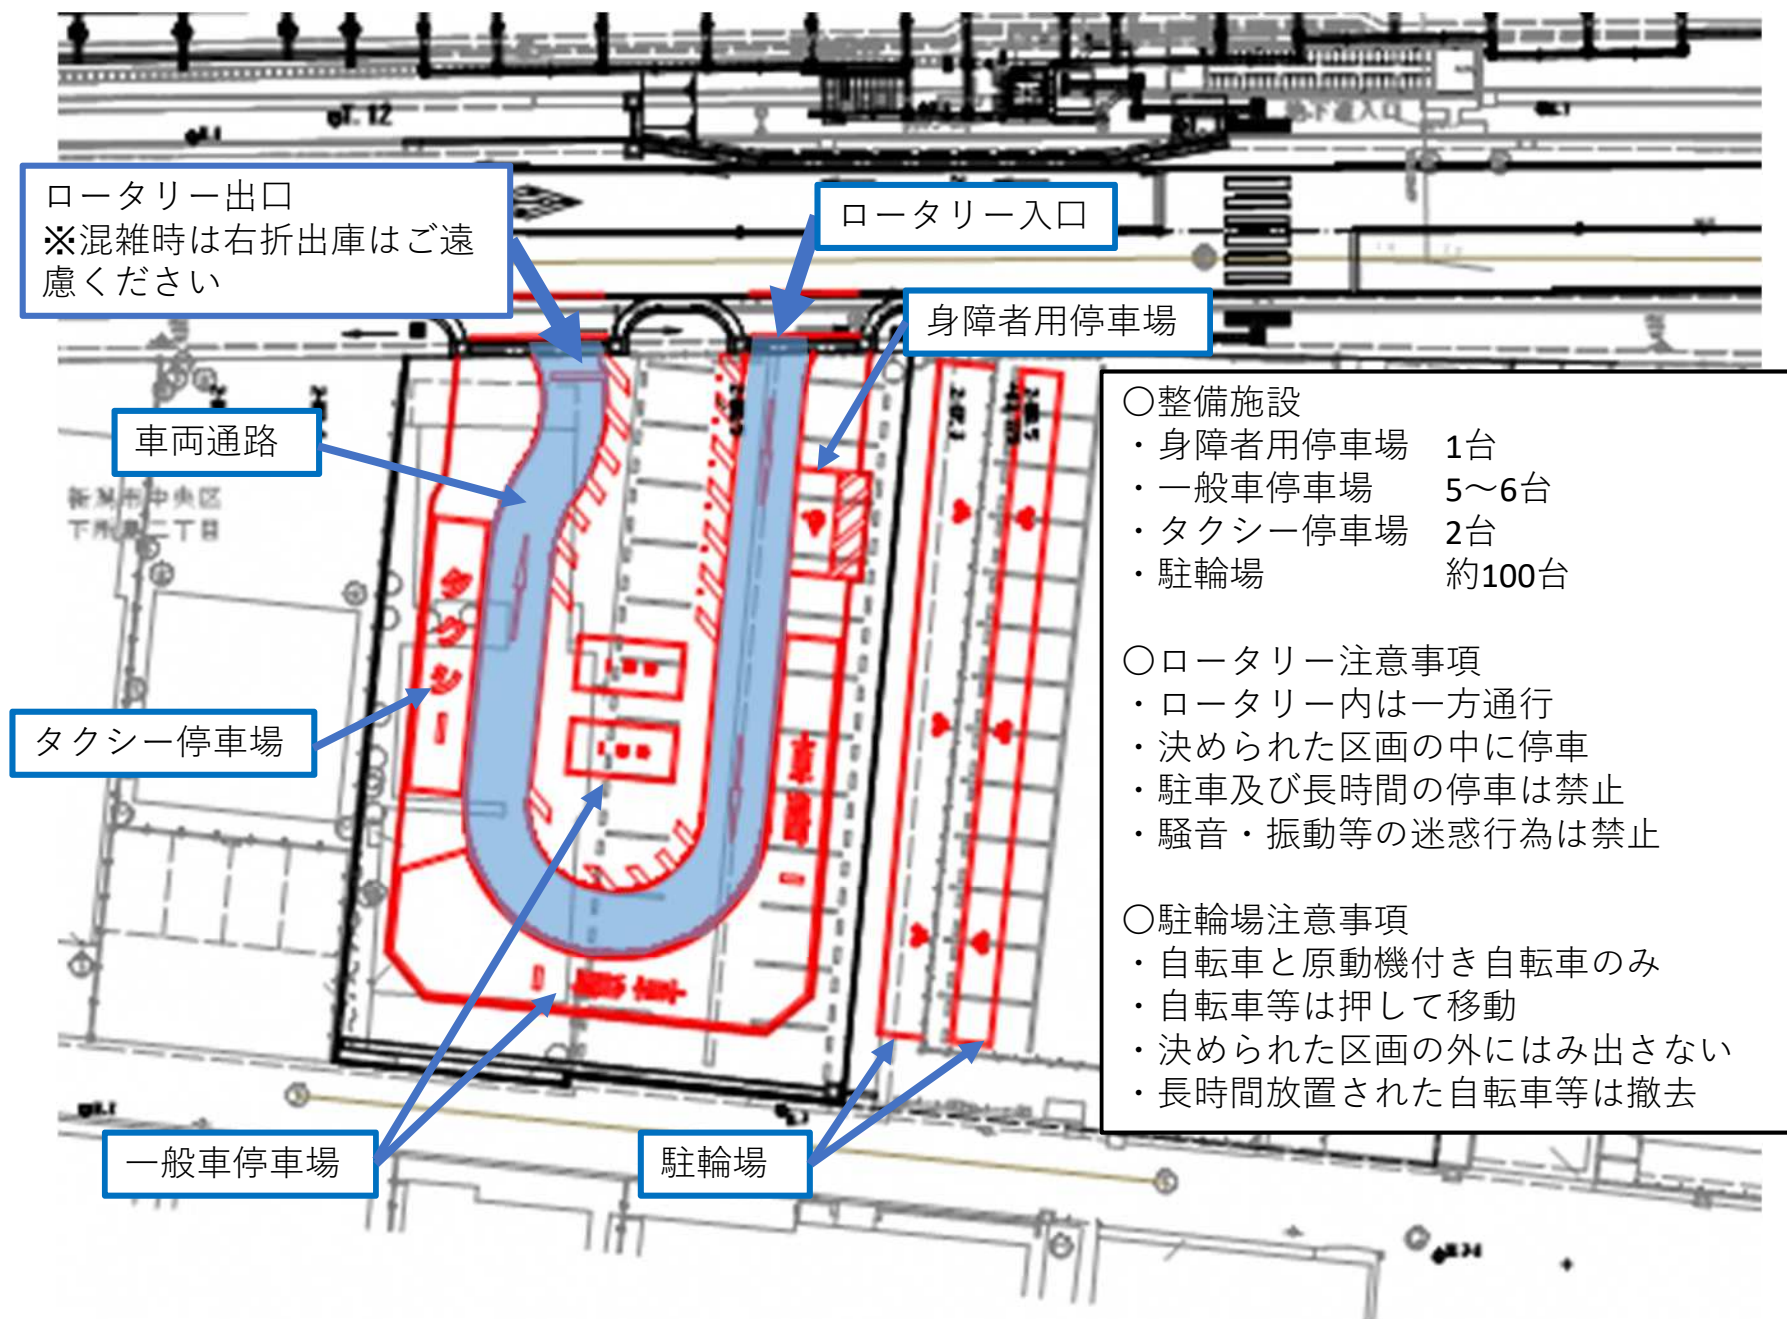 ロータリー出口
※混雑時は右折出庫はご遠
慮ください
ロータリー入口
身障者用停車場
車両通路
新潟市中央区
タクシー停車場
タクシー
一般車
一般車
一般車停車場
駐輪場
地下道入口
○整備施設
・身障者用停車場 1台
・一般車停車場 5～6台
・タクシー停車場 2台
・駐輪場 約100台
○ロータリー注意事項
・ロータリー内は一方通行
・決められた区画の中に停車
・駐車及び長時間の停車は禁止
・騒音・振動等の迷惑行為は禁止
○駐輪場注意事項
・自転車と原動機付き自転車のみ
・自転車等は押して移動
・決められた区画の外にはみ出さない
・長時間放置された自転車等は撤去